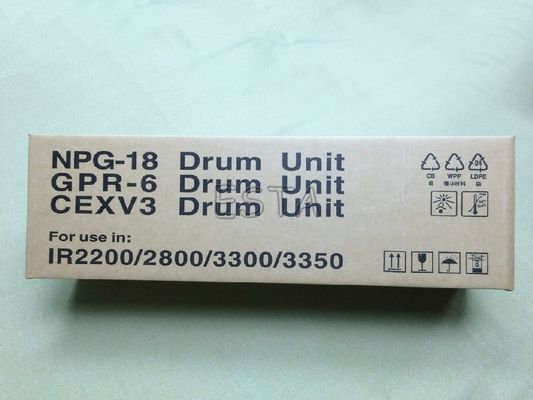 NPG-18 Drum Unit
GPR-6 Drum Unit
CEXV3 Drum Unit
ESTA
For use in:
IR2200/2800/3300/3350
CB WPP LDPE